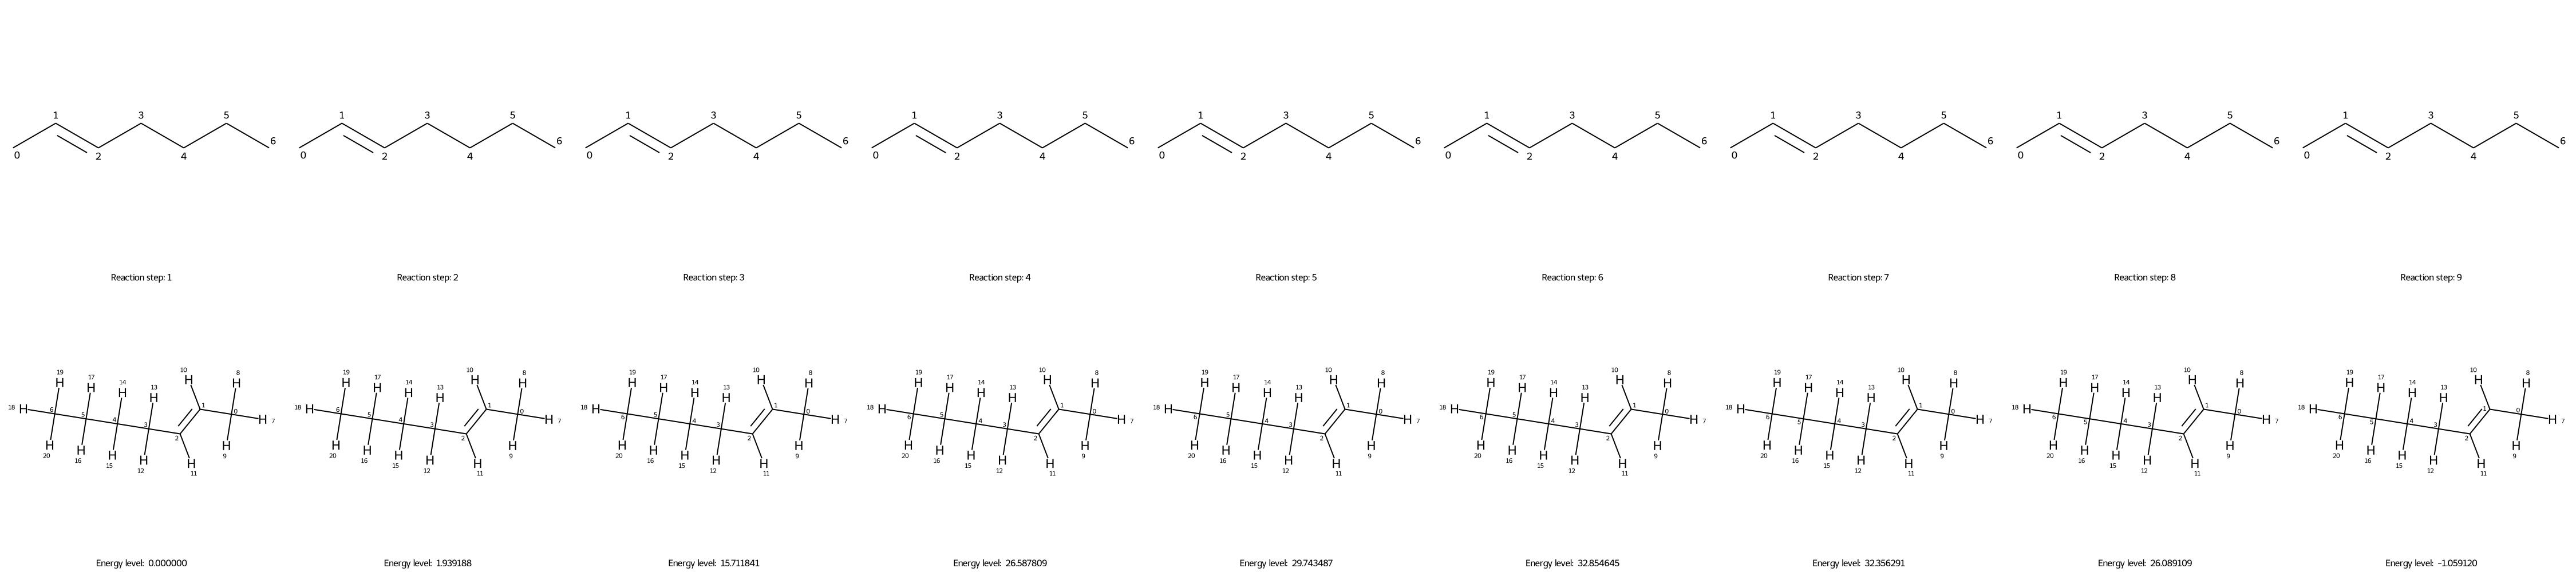 1 3 5 1 3 5 1 3 5 1 3 5 1 3 5 1 3 5 1 3 5 1 3 5 1 3 5
0 2 4 6 0 2 4 6 0 2 4 6 0 2 4 6 0 2 4 6 0 2 4 6 0 2 4 6 0 2 4 6 0 2 4 6
Reaction step: 1 Reaction step: 2 Reaction step: 3 Reaction step: 4 Reaction step: 5 Reaction step: 6 Reaction step: 7 Reaction step: 8 Reaction step: 9
19 17 14 13 10 8 19 17 14 13 10 8 19 17 14 13 10 8 19 17 14 13 10 8 19 17 14 13 10 8 19 17 14 13 10 8 19 17 14 13 10 8 19 17 14 13 10 8 19 17 14 13 10 8
H H H H H H H H H H H H H H H H H H H H H H H H H H H H H H H H H H H H H H H H H H H H H H H H H H H H H H
18 H 6 5 4 3 2 1 0 H 7 18 H 6 5 4 3 2 1 0 H 7 18 H 6 5 4 3 2 1 0 H 7 18 H 6 5 4 3 2 1 0 H 7 18 H 6 5 4 3 2 1 0 H 7 18 H 6 5 4 3 2 1 0 H 7 18 H 6 5 4 3 2 1 0 H 7 18 H 6 5 4 3 2 1 0 H 7 18 H 6 5 4 3 2 1 0 H 7
H H H H H H H H H H H H H H H H H H H H H H H H H H H H H H H H H H H H H H H H H H H H H H H H H H H H H H
20 16 15 12 11 9 20 16 15 12 11 9 20 16 15 12 11 9 20 16 15 12 11 9 20 16 15 12 11 9 20 16 15 12 11 9 20 16 15 12 11 9 20 16 15 12 11 9 20 16 15 12 11 9
Energy level: 0.000000 Energy level: 1.939188 Energy level: 15.711841 Energy level: 26.587809 Energy level: 29.743487 Energy level: 32.854645 Energy level: 32.356291 Energy level: 26.089109 Energy level: -1.059120